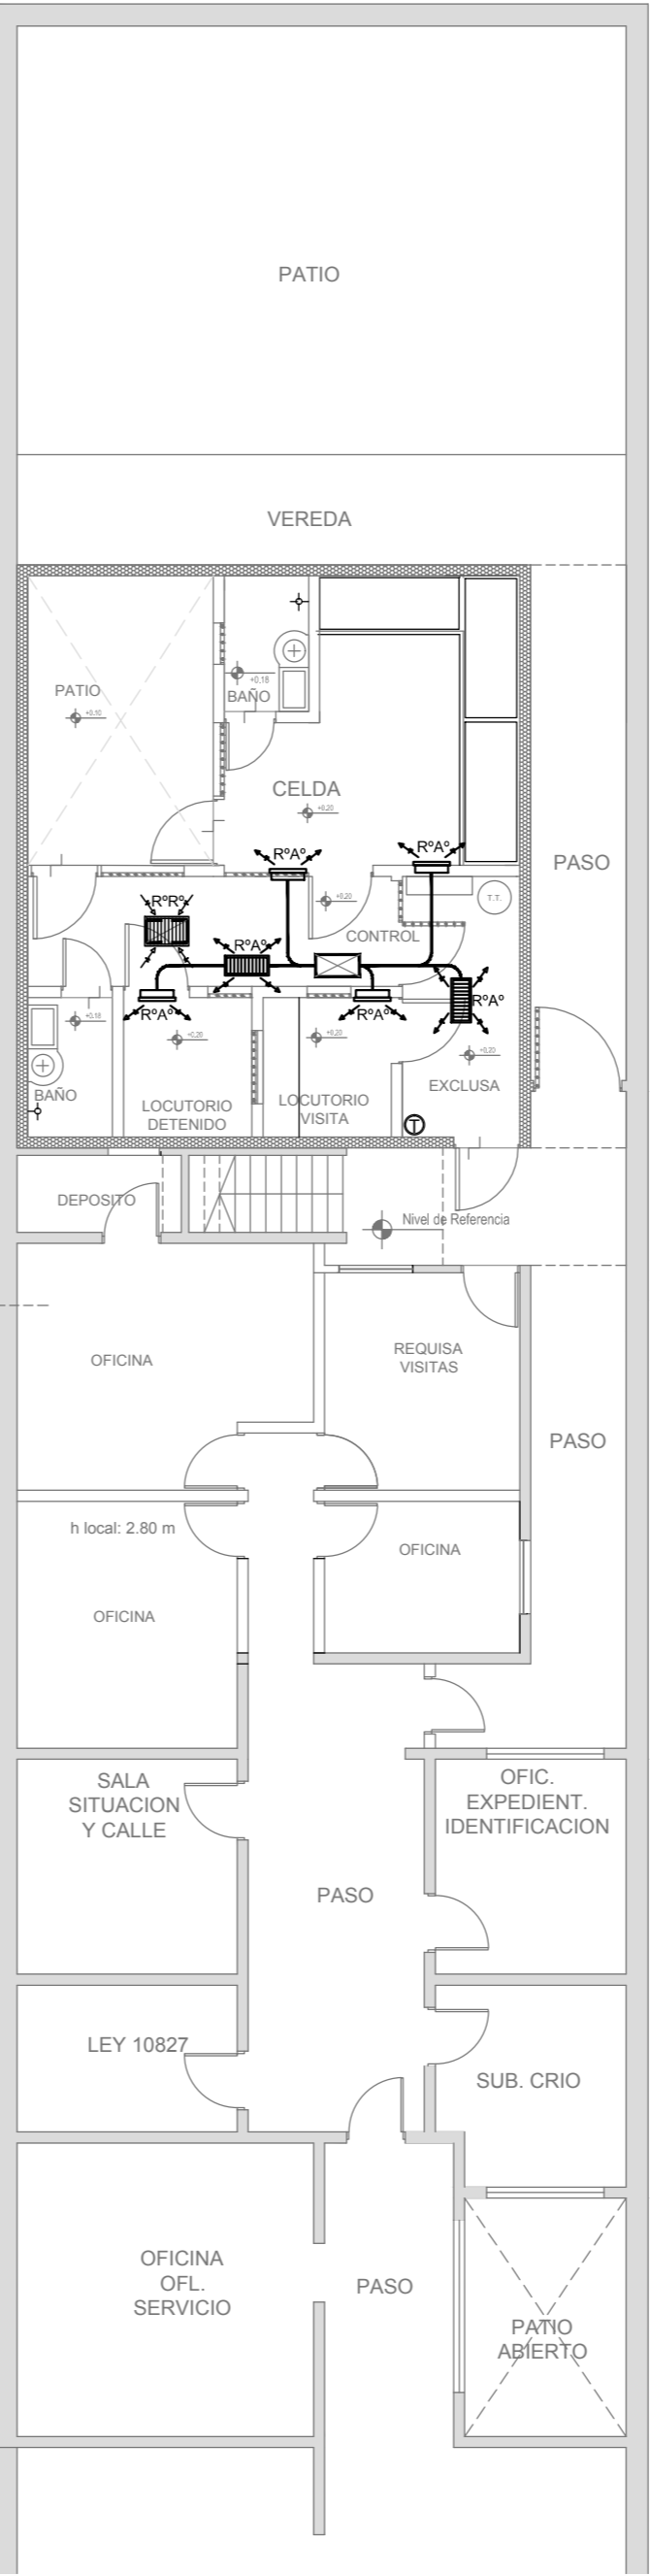 PATIO
VEREDA
PATIO
+0,10
+0,18
BAÑO
CELDA
+0,20
RºAº
RºAº
PASO
RºRº
+0,20
T.T.
CONTROL
RºAº
RºAº
RºAº
RºAº
+0,18
+0,20
+0,20
+0,20
EXCLUSA
BAÑO
LOCUTORIO
DETENIDO
LOCUTORIO
VISITA
T
DEPOSITO
Nivel de Referencia
OFICINA
REQUISA
VISITAS
PASO
h local: 2.80 m
OFICINA
OFICINA
SALA
SITUACION
Y CALLE
OFIC.
EXPEDIENT.
IDENTIFICACION
PASO
LEY 10827
SUB. CRIO
OFICINA
OFL.
SERVICIO
PASO
PATIO
ABIERTO